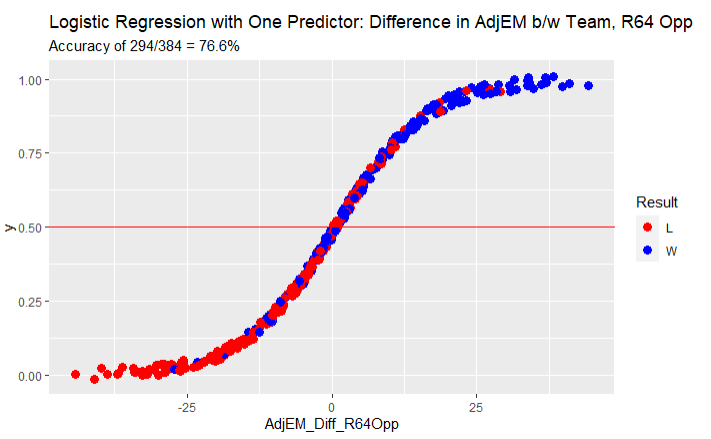 Logistic Regression with One Predictor: Difference in AdjEM b/w Team, R64 Opp
Accuracy of 294/384 = 76.6%
1.00
0.75
0.50
0.25
0.00
y
-25
0
25
AdjEM_Diff_R64Opp
Result
L
W